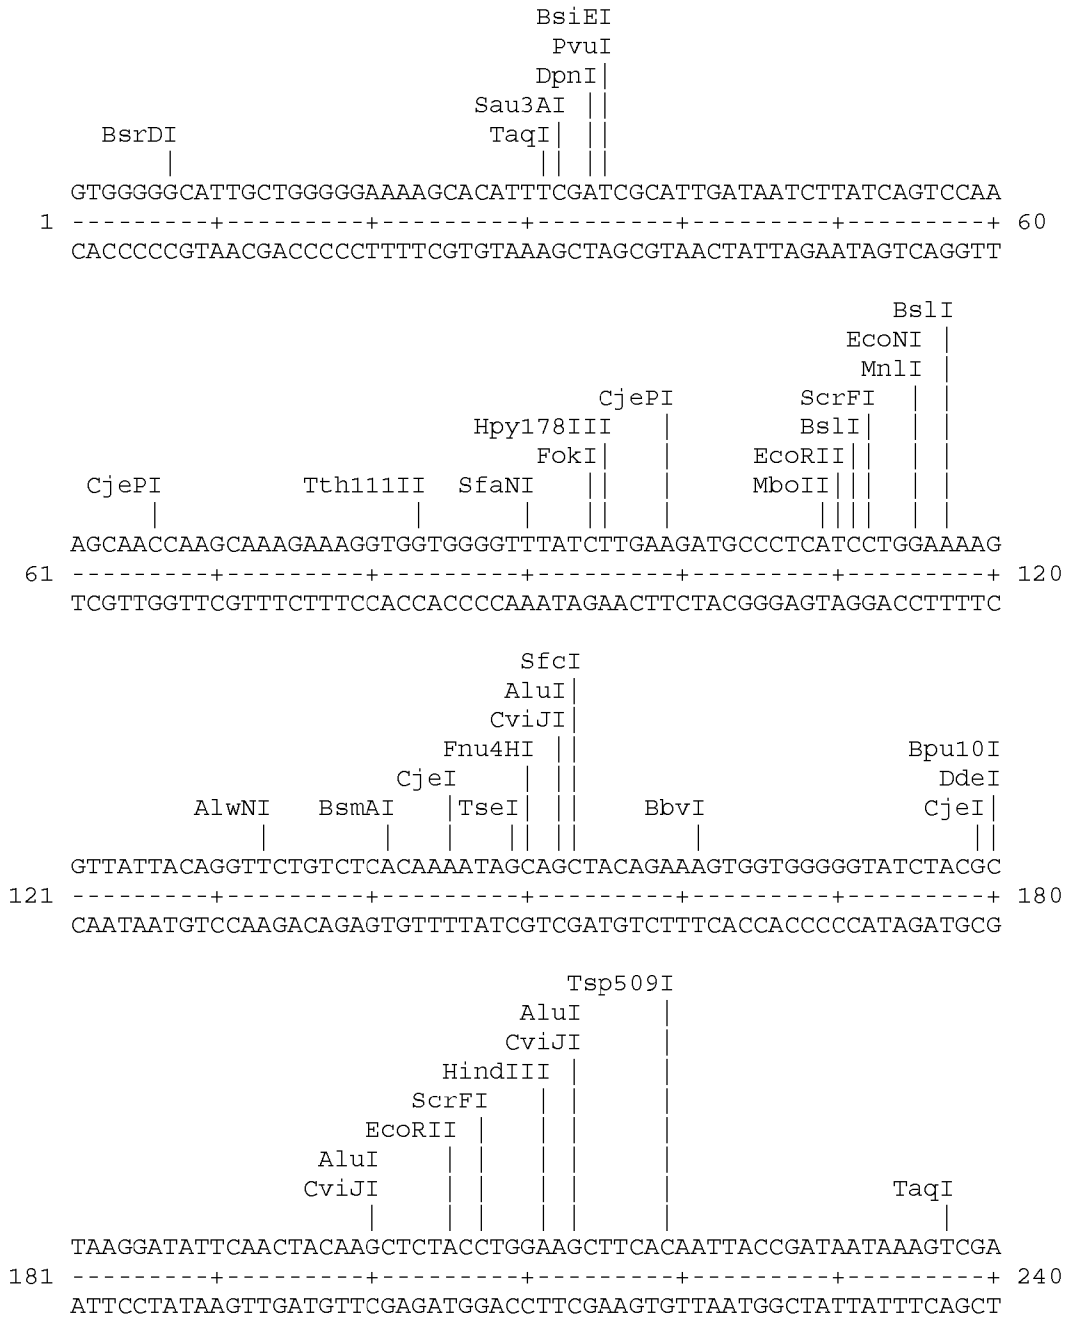 BsiEI
PvuI
DpnI
Sau3AI
BsrDI TaqI
GTGGGGGCATTGCTGGGGGAAAAGCACATTTCGATCGCATTGATAATCTTATCAGTCCAA
1 ---------+---------+---------+---------+---------+---------+ 60
CACCCCCGTAACGACCCCCTTTTCGTGTAAAGCTAGCGTAACTATTAGAATAGTCAGGTT
BslI
EcoNI
MnlI
CjePI ScrFI
Hpy178III BslI
FokI EcoRII
CjePI Tth111II SfaNI MboII
AGCAACCAAGCAAAGAAAGGTGGTGGGGTTTATCTTGAAGATGCCCTCATCCTGGAAAAG
61 ---------+---------+---------+---------+---------+---------+ 120
TCGTTGGTTCGTTTCTTTCCACCACCCCAAATAGAACTTCTACGGGAGTAGGACCTTTTC
SfcI
AluI
CviJI
Fnu4HI Bpu10I
CjeI DdeI
AlwNI BsmAI TseI BbvI CjeI
GTTATTACAGGTTCTGTCTCACAAAATAGCAGCTACAGAAAGTGGTGGGGGTATCTACGC
121 ---------+---------+---------+---------+---------+---------+ 180
CAATAATGTCCAAGACAGAGTGTTTTATCGTCGATGTCTTTCACCACCCCCATAGATGCG
Tsp509I
AluI
CviJI
HindIII
ScrFI
EcoRII
AluI
CviJI TaqI
TAAGGATATTCAACTACAAGCTCTACCTGGAAGCTTCACAATTACCGATAATAAAGTCGA
181 ---------+---------+---------+---------+---------+---------+ 240
ATTCCTATAAGTTGATGTTCGAGATGGACCTTCGAAGTGTTAATGGCTATTATTTCAGCT